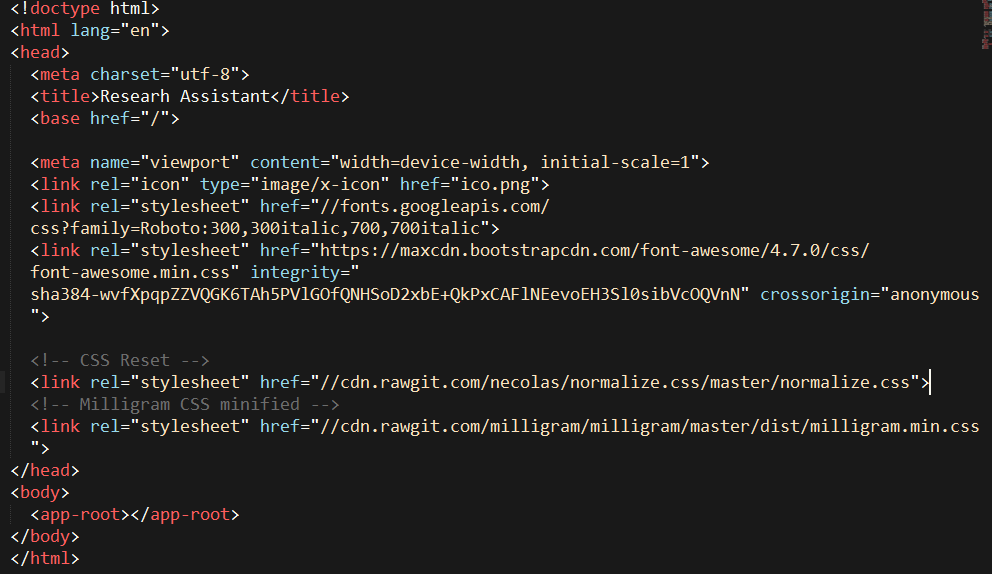 <!doctype html>
<html lang="en">
<head>
<meta charset="utf-8">
<title>Researh Assistant</title>
<base href="/">
<meta name="viewport" content="width=device-width, initial-scale=1">
<link rel="icon" type="image/x-icon" href="ico.png">
<link rel="stylesheet" href="//fonts.googleapis.com/
css?family=Roboto:300,300italic,700,700italic">
<link rel="stylesheet" href="https://maxcdn.bootstrapcdn.com/font-awesome/4.7.0/css/
font-awesome.min.css" integrity="
sha384-wvfXpqpZZVQGK6TAh5PVlGOfQNHSoD2xbE+QkPxCAFlNEevoEH3Sl0sibVcOQVnN" crossorigin="anonymous
">
<!-- CSS Reset -->
<link rel="stylesheet" href="//cdn.rawgit.com/necolas/normalize.css/master/normalize.css">
<!-- Milligram CSS minified -->
<link rel="stylesheet" href="//cdn.rawgit.com/milligram/milligram/master/dist/milligram.min.css
">
</head>
<body>
<app-root></app-root>
</body>
</html>